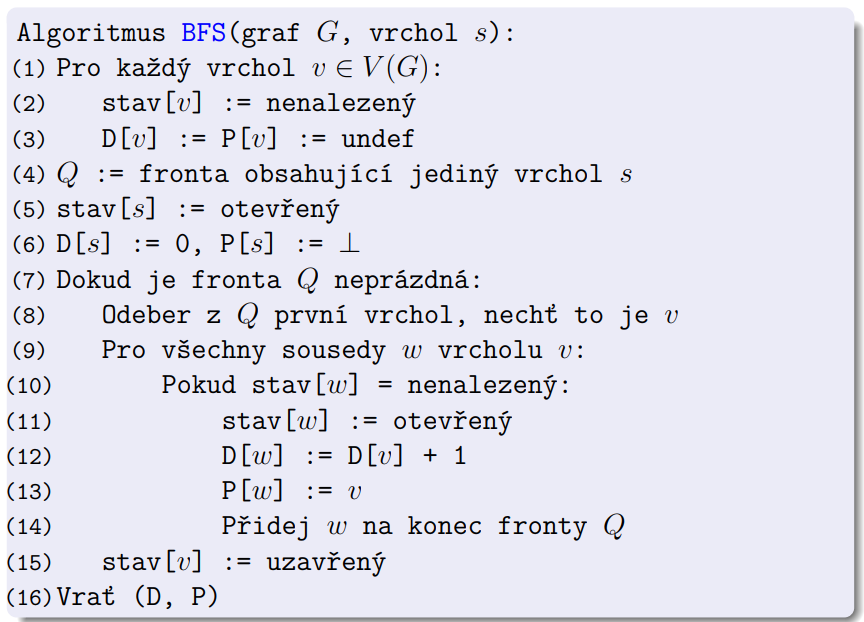 Algoritmus BFS(graf G, vrchol s):
(1) Pro každý vrchol v ∈ V(G):
(2) stav[v] := nenalezený
(3) D[v] := P[v] := undef
(4) Q := fronta obsahující jediný vrchol s
(5) stav[s] := otevřený
(6) D[s] := 0, P[s] := ⊥
(7) Dokud je fronta Q neprázdná:
(8) Odeber z Q první vrchol, nechť to je v
(9) Pro všechny sousedy w vrcholu v:
(10) Pokud stav[w] = nenalezený:
(11) stav[w] := otevřený
(12) D[w] := D[v] + 1
(13) P[w] := v
(14) Přidej w na konec fronty Q
(15) stav[v] := uzavřený
(16) Vrať (D, P)